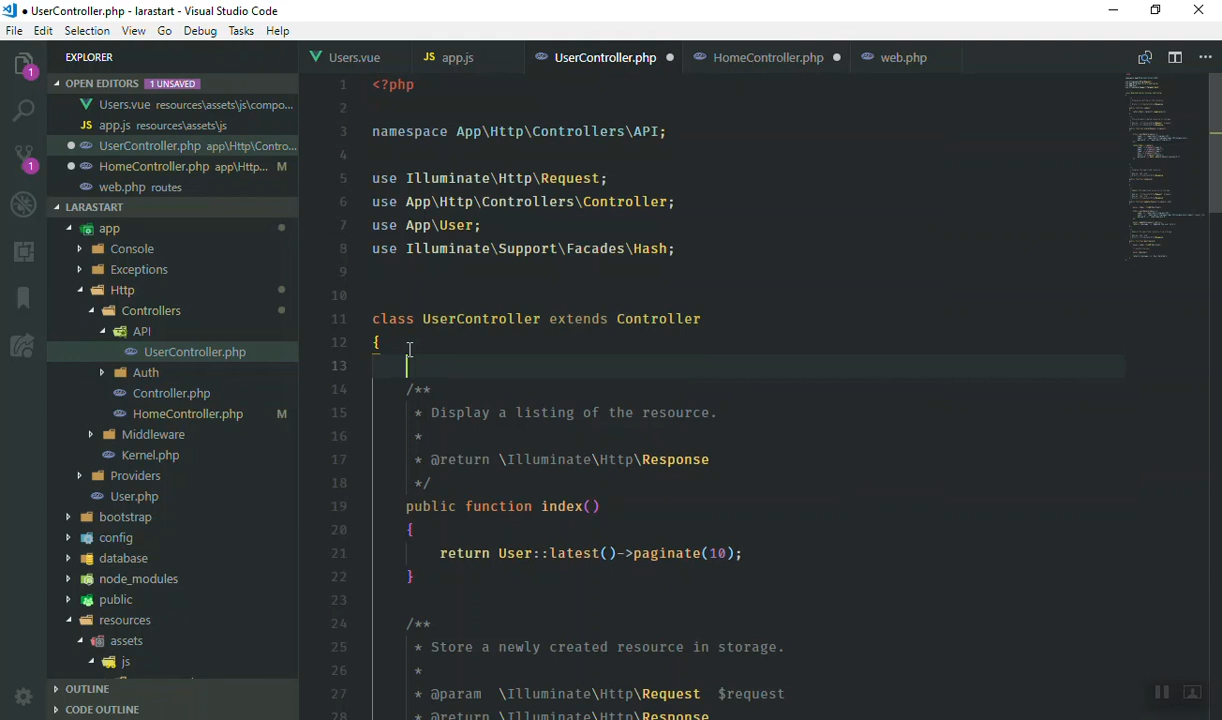 ● UserController.php - larastart - Visual Studio Code
File Edit Selection View Go Debug Tasks Help
EXPLORER
OPEN EDITORS 1 UNSAVED
Users.vue resources\assets\js\compo...
JS app.js resources\assets\js
● UserController.php app\Http\Contro...
● HomeController.php app\Http... M
web.php routes
LARASTART
app
Console
Exceptions
Http
Controllers
API
UserController.php
Auth
Controller.php
HomeController.php M
Middleware
Kernel.php
Providers
User.php
bootstrap
config
database
node_modules
public
resources
assets
js
OUTLINE
CODE OUTLINE
1
1
Users.vue JS app.js UserController.php ● HomeController.php ● web.php
1 <?php
2
3 namespace App\Http\Controllers\API;
4
5 use Illuminate\Http\Request;
6 use App\Http\Controllers\Controller;
7 use App\User;
8 use Illuminate\Support\Facades\Hash;
9
10
11 class UserController extends Controller
12 {
13
14 /**
15 * Display a listing of the resource.
16 *
17 * @return \Illuminate\Http\Response
18 */
19 public function index()
20 {
21 return User::latest()->paginate(10);
22 }
23
24 /**
25 * Store a newly created resource in storage.
26 *
27 * @param \Illuminate\Http\Request $request
28 * @return \Illuminate\Http\Response